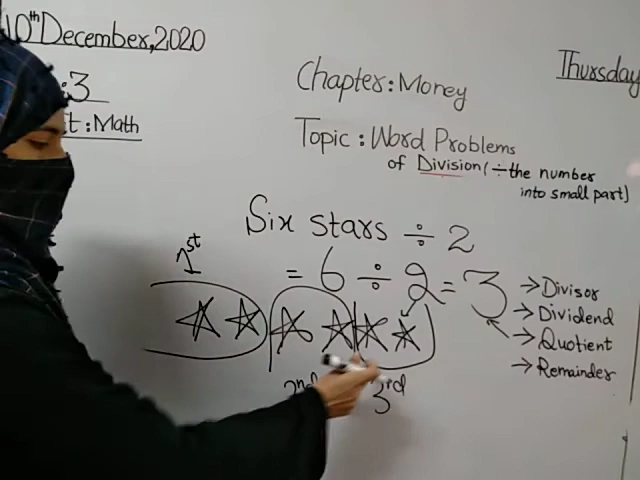 10th December, 2020
Thursday
:3
t: Math
Chapter: Money
Topic: Word Problems
of Division (÷ the number
into small part)
Six stars ÷ 2
= 6 ÷ 2 = 3
1st
2nd
3rd
→ Divisor
→ Dividend
→ Quotient
→ Remainder